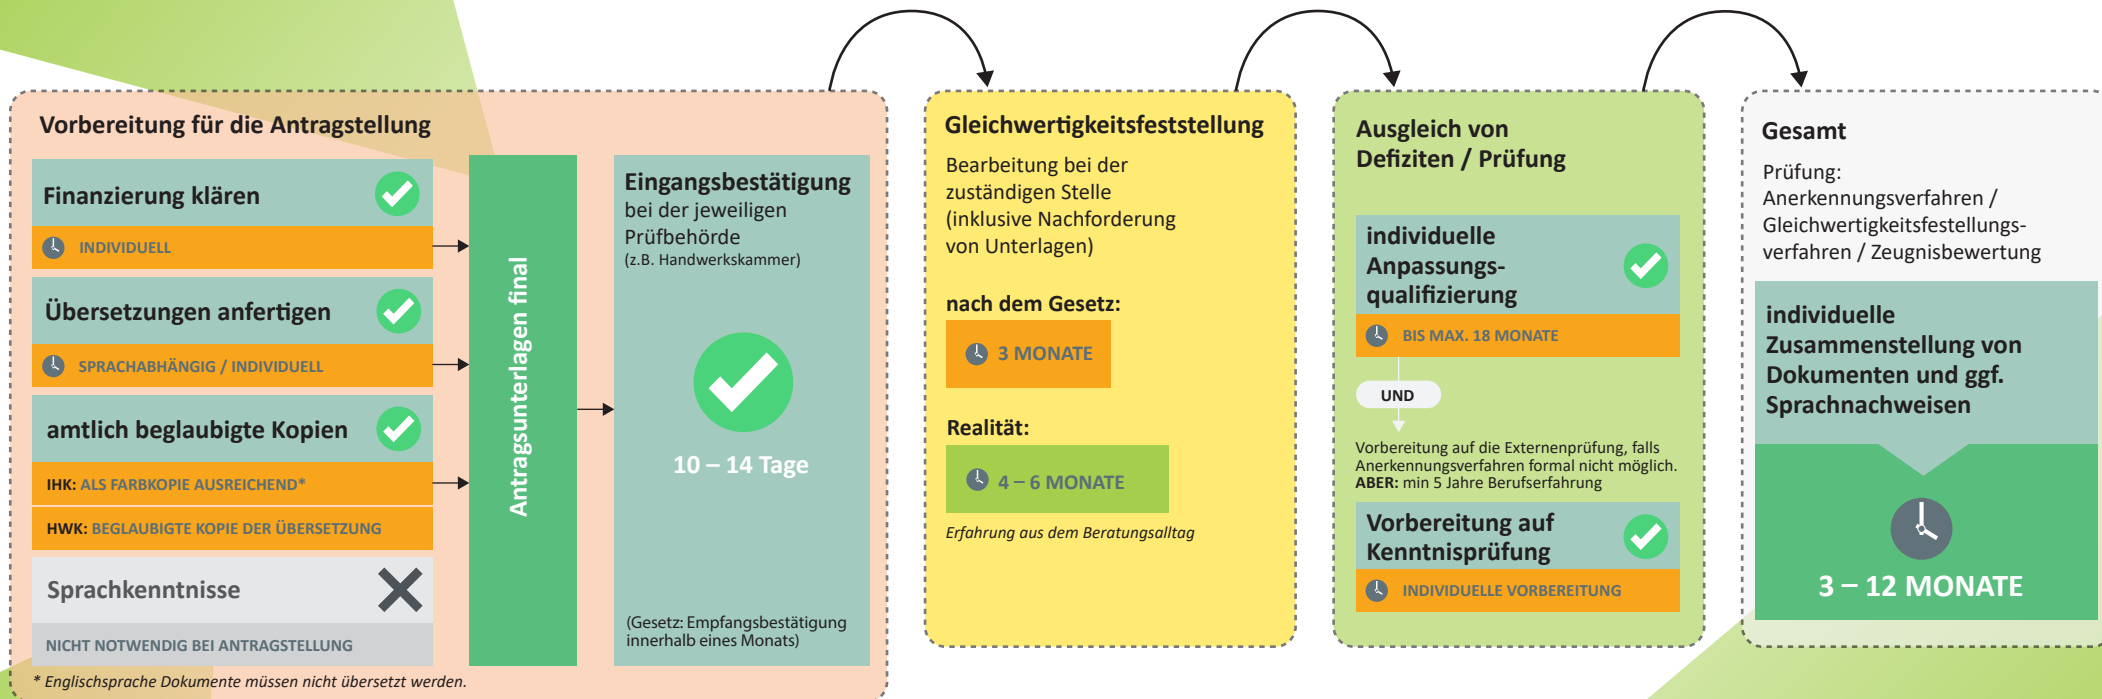 Vorbereitung für die Antragstellung
Finanzierung klären
INDIVIDUELL
Übersetzungen anfertigen
SPRACHABHÄNGIG / INDIVIDUELL
amtlich beglaubigte Kopien
IHK: ALS FARBKOPIE AUSREICHEND*
HWK: BEGLAUBIGTE KOPIE DER ÜBERSETZUNG
Sprachkenntnisse
NICHT NOTWENDIG BEI ANTRAGSTELLUNG
* Englischsprache Dokumente müssen nicht übersetzt werden.
Antragsunterlagen final
Eingangsbestätigung
bei der jeweiligen
Prüfbehörde
(z.B. Handwerkskammer)
10 – 14 Tage
(Gesetz: Empfangsbestätigung
innerhalb eines Monats)
Gleichwertigkeitsfeststellung
Bearbeitung bei der
zuständigen Stelle
(inklusive Nachforderung
von Unterlagen)
nach dem Gesetz:
3 MONATE
Realität:
4 – 6 MONATE
Erfahrung aus dem Beratungsalltag
Ausgleich von
Defiziten / Prüfung
individuelle
Anpassungs-
qualifizierung
BIS MAX. 18 MONATE
UND
Vorbereitung auf die Externenprüfung, falls
Anerkennungsverfahren formal nicht möglich.
ABER: min 5 Jahre Berufserfahrung
Vorbereitung auf
Kenntnisprüfung
INDIVIDUELLE VORBEREITUNG
Gesamt
Prüfung:
Anerkennungsverfahren /
Gleichwertigkeitsfestellungs-
verfahren / Zeugnisbewertung
individuelle
Zusammenstellung von
Dokumenten und ggf.
Sprachnachweisen
3 – 12 MONATE